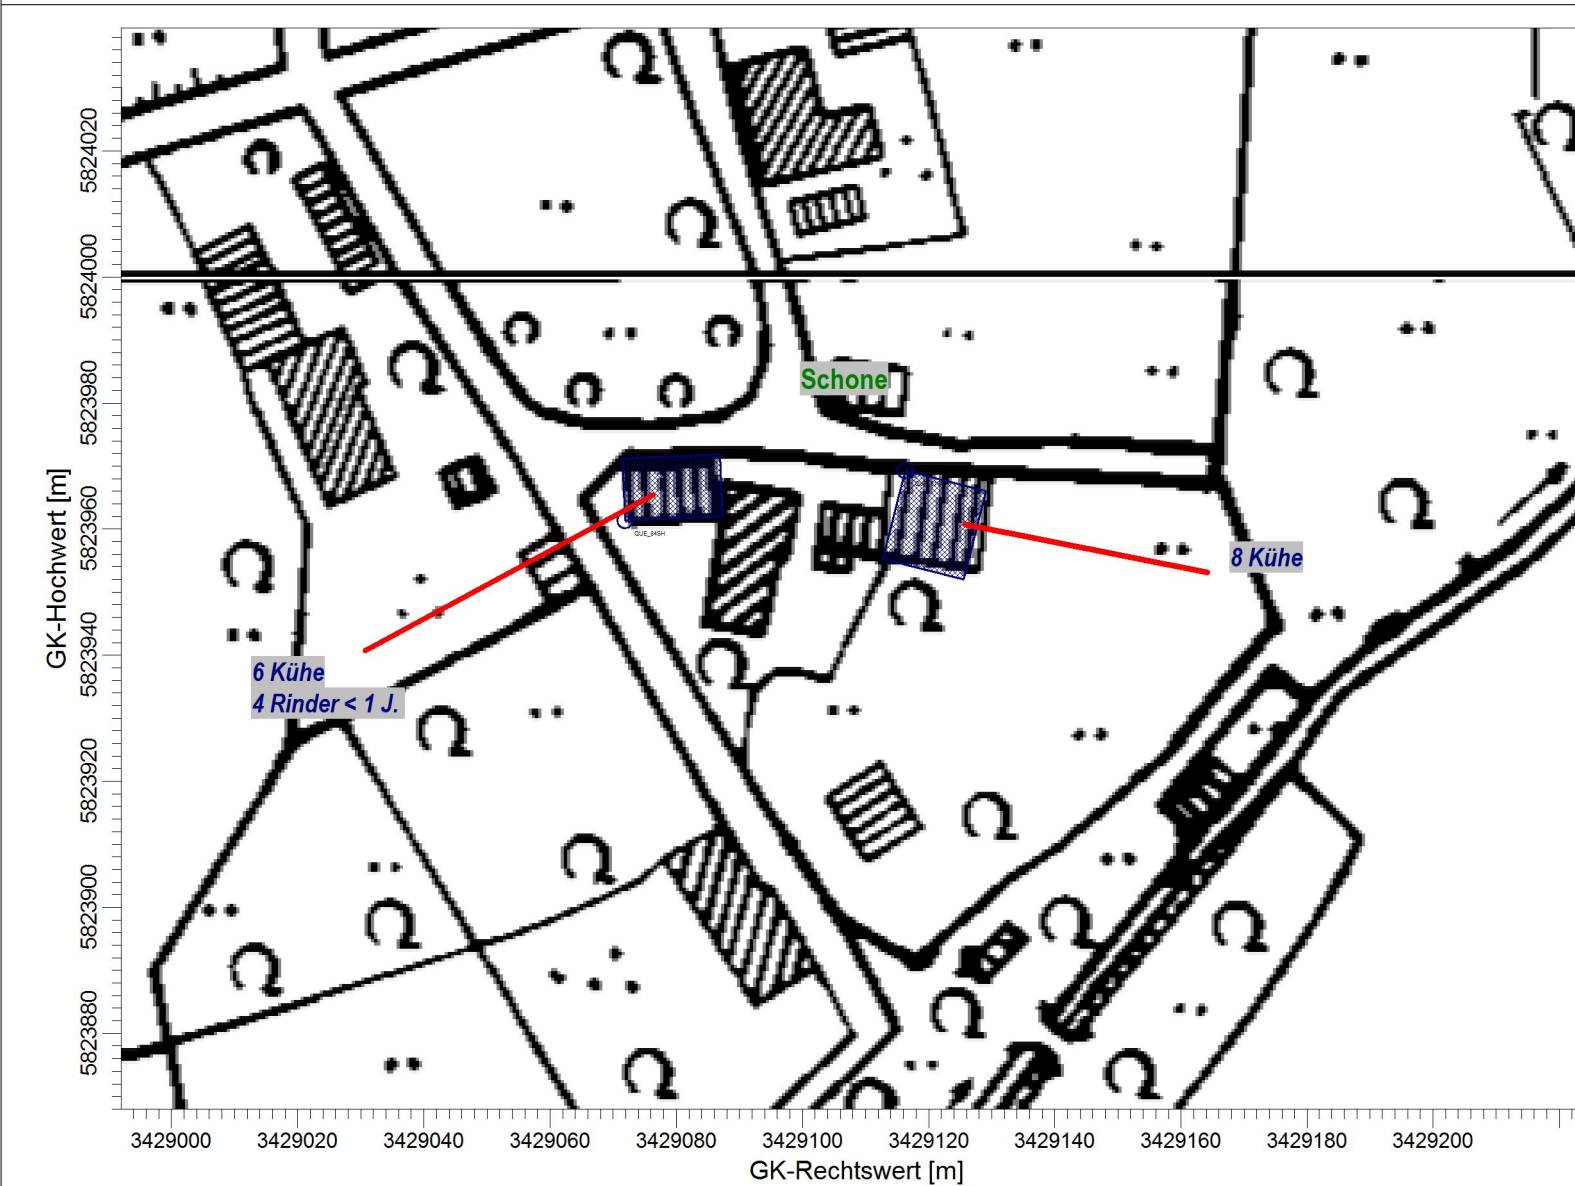 5824020
5824000
5823980
5823960
5823940
5823920
5823900
5823880
GK-Hochwert [m]
Schone
QUE_84SH
8 Kühe
6 Kühe
4 Rinder < 1 J.
3429000 3429020 3429040 3429060 3429080 3429100 3429120 3429140 3429160 3429180 3429200
GK-Rechtswert [m]